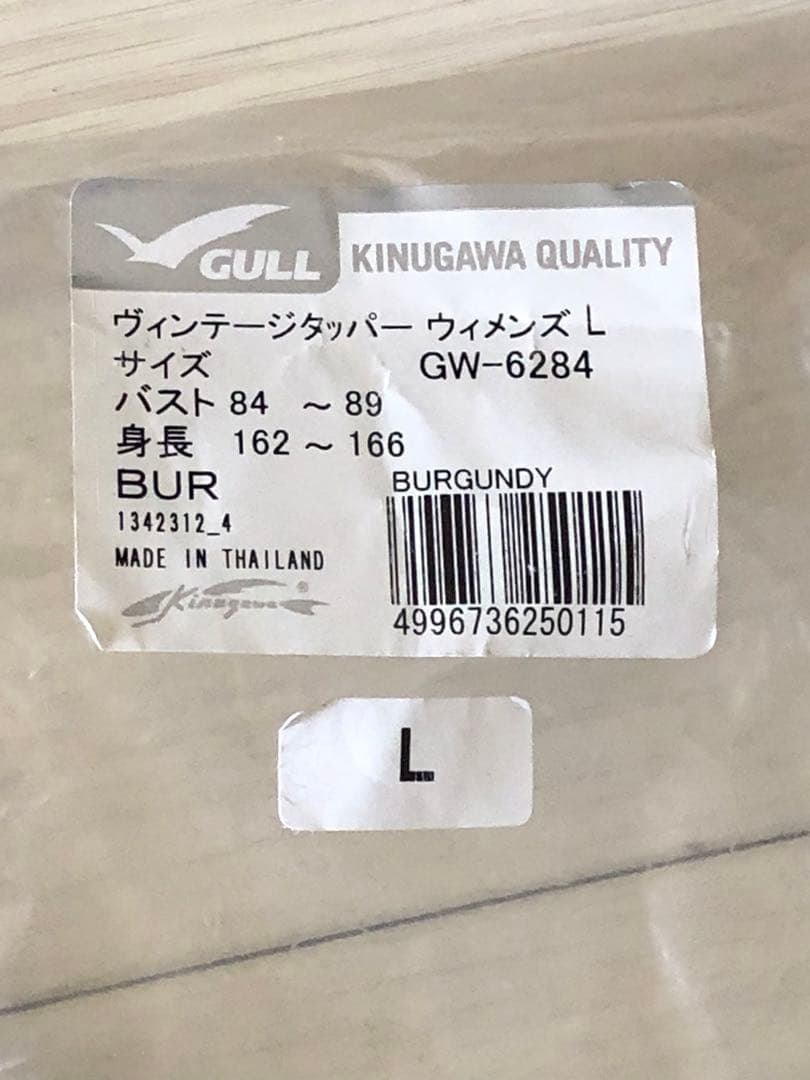 GULL KINUGAWA QUALITY
ヴィンテージタッパー ウィメンズ L
サイズ GW-6284
バスト 84 ～ 89
身長 162 ～ 166
BUR BURGUNDY
1342312_4
MADE IN THAILAND
Kinugawa ®
4996736250115
L